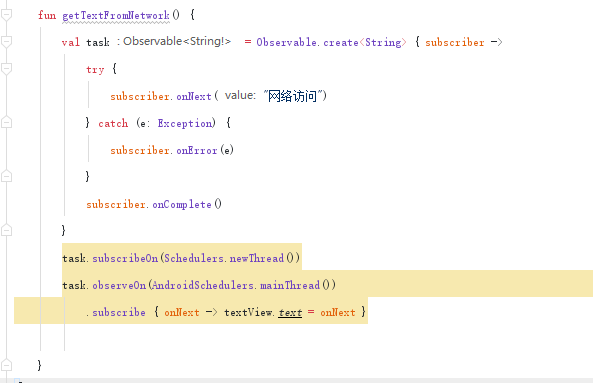 fun getTextFromNetwork() {
val task : Observable<String!> = Observable.create<String> { subscriber ->
try {
subscriber.onNext( value: "网络访问")
} catch (e: Exception) {
subscriber.onError(e)
}
subscriber.onComplete()
}
task.subscribeOn(Schedulers.newThread())
task.observeOn(AndroidSchedulers.mainThread())
.subscribe { onNext -> textView.text = onNext }
}